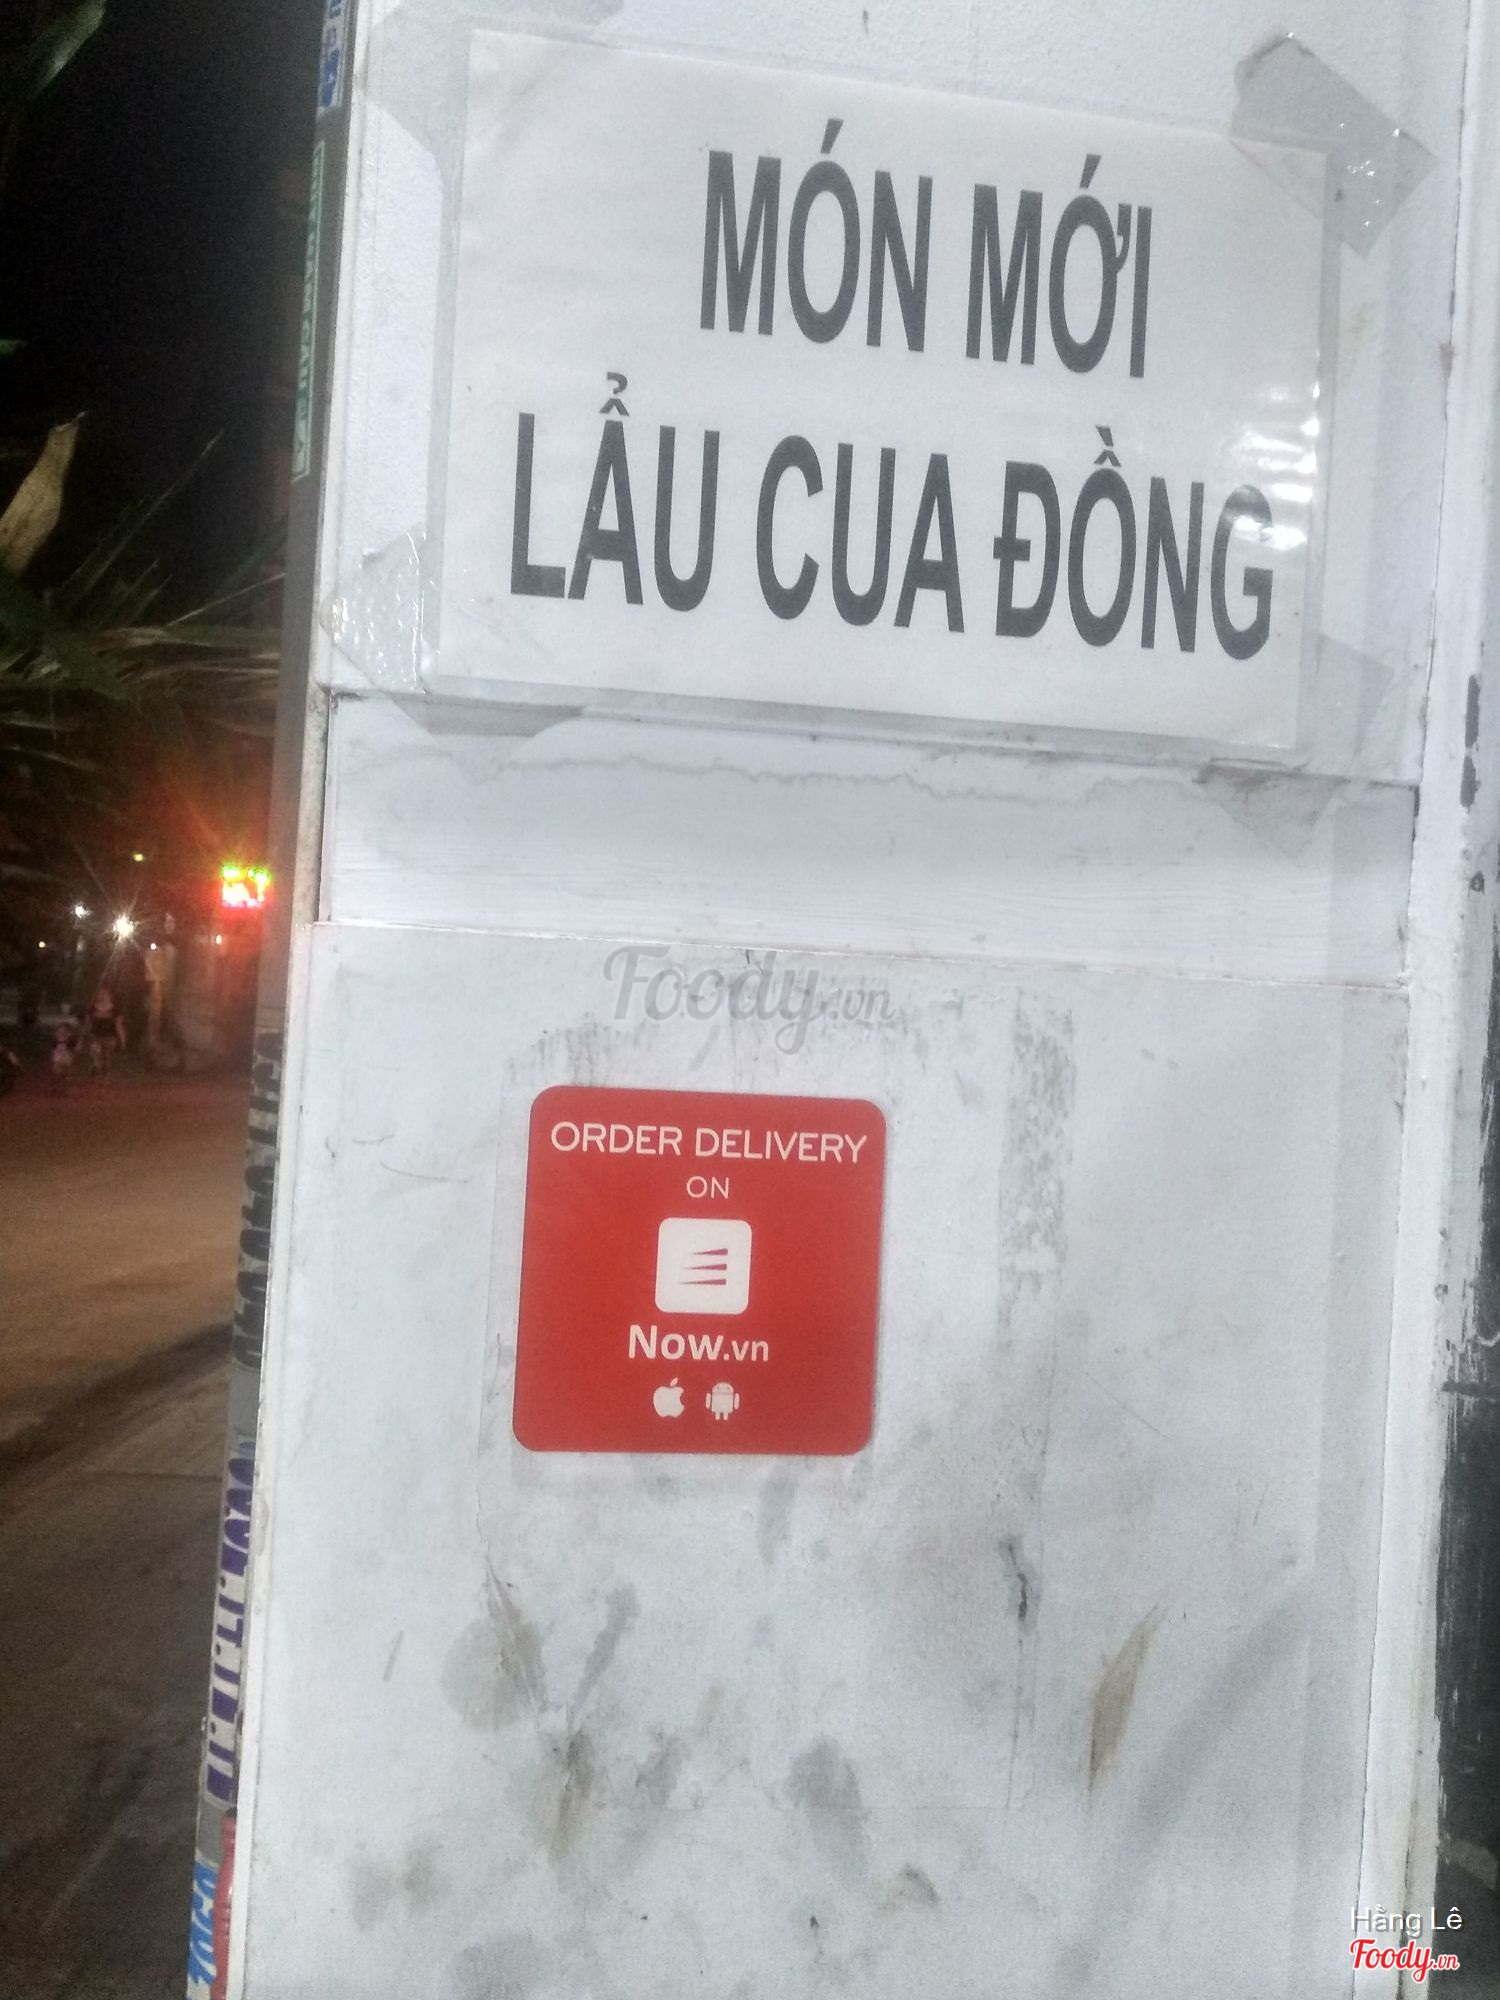 MÓN MỚI
LẨU CUA ĐỒNG
Foody.vn
ORDER DELIVERY
ON
Now.vn
Hằng Lê
Foody.vn